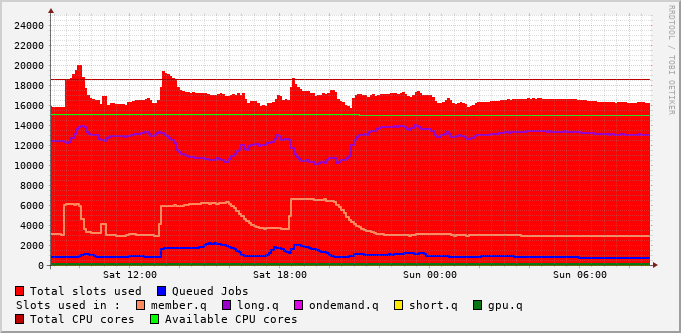 24000
22000
20000
18000
16000
14000
12000
10000
8000
6000
4000
2000
0
Sat 12:00 Sat 18:00 Sun 00:00 Sun 06:00
RRDTOOL / TOBI OETIKER
Total slots used Queued Jobs
Slots used in : member.q long.q ondemand.q short.q gpu.q
Total CPU cores Available CPU cores